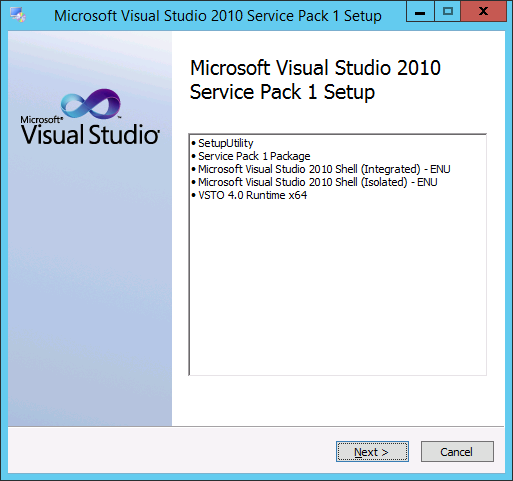 Microsoft Visual Studio 2010 Service Pack 1 Setup
Microsoft®
Visual Studio®
Microsoft Visual Studio 2010
Service Pack 1 Setup
• SetupUtility
• Service Pack 1 Package
• Microsoft Visual Studio 2010 Shell (Integrated) - ENU
• Microsoft Visual Studio 2010 Shell (Isolated) - ENU
• VSTO 4.0 Runtime x64
Next >
Cancel